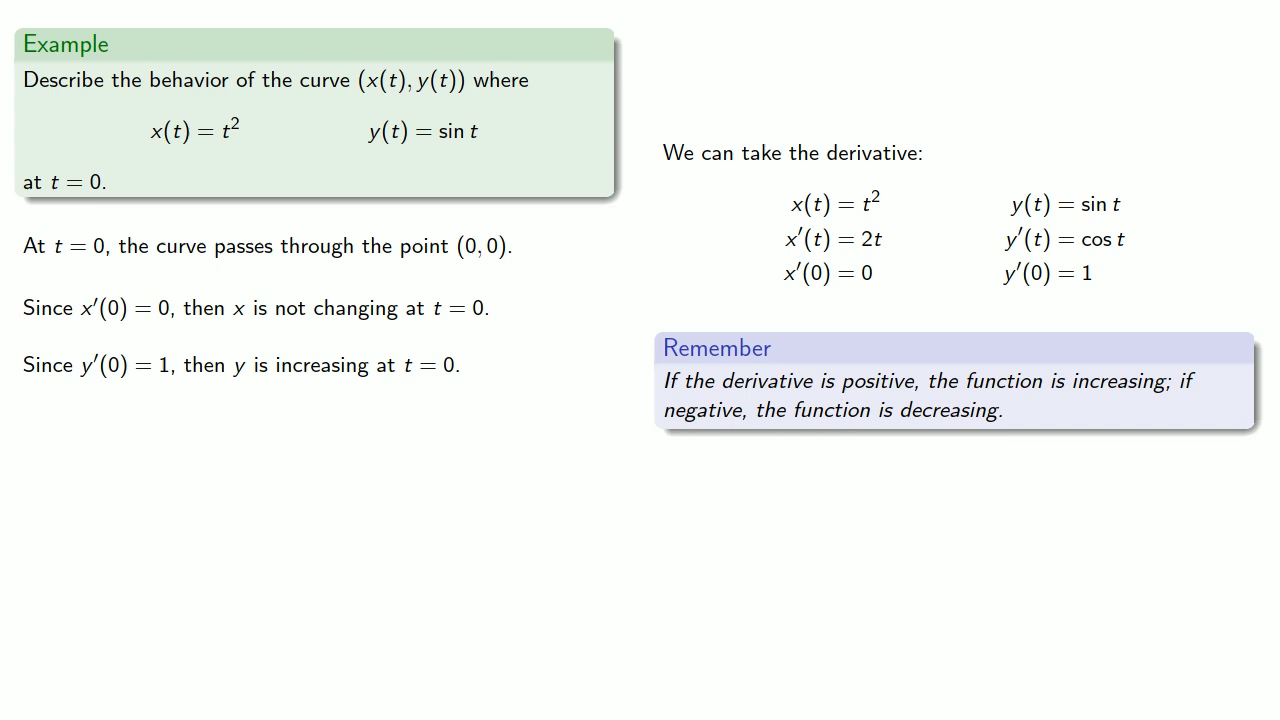 Example
Describe the behavior of the curve (x(t), y(t)) where
x(t) = t² y(t) = sin t
at t = 0.
At t = 0, the curve passes through the point (0, 0).
Since x′(0) = 0, then x is not changing at t = 0.
Since y′(0) = 1, then y is increasing at t = 0.
We can take the derivative:
x(t) = t² y(t) = sin t
x′(t) = 2t y′(t) = cos t
x′(0) = 0 y′(0) = 1
Remember
If the derivative is positive, the function is increasing; if
negative, the function is decreasing.